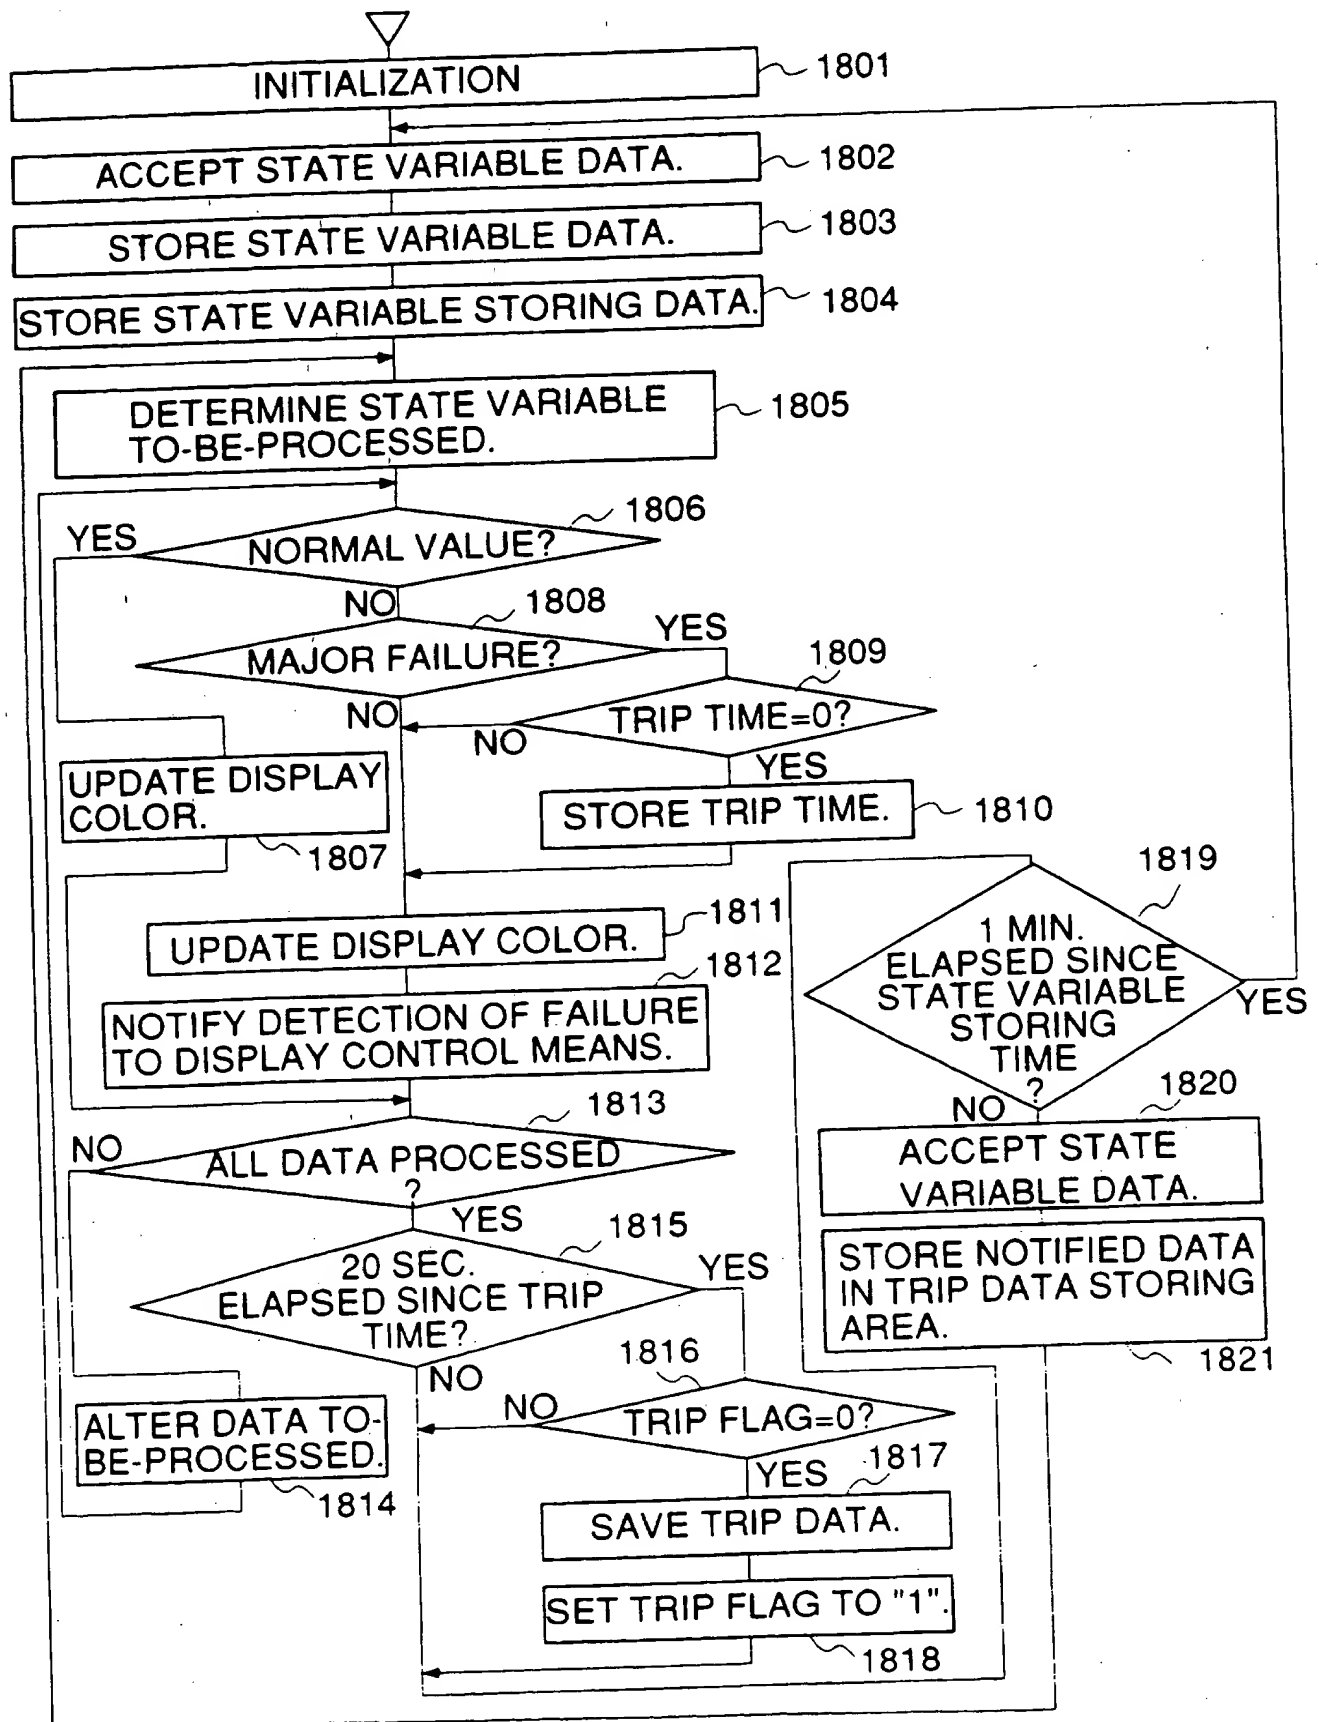 INITIALIZATION
1801
ACCEPT STATE VARIABLE DATA.
1802
STORE STATE VARIABLE DATA.
1803
STORE STATE VARIABLE STORING DATA.
1804
DETERMINE STATE VARIABLE
TO-BE-PROCESSED.
1805
1806
YES
NORMAL VALUE?
NO
1808
YES
MAJOR FAILURE?
1809
NO
TRIP TIME=0?
NO
YES
UPDATE DISPLAY
COLOR.
1807
STORE TRIP TIME.
1810
1819
1 MIN.
ELAPSED SINCE
STATE VARIABLE
STORING
TIME
?
YES
NO
UPDATE DISPLAY COLOR.
1811
1812
NOTIFY DETECTION OF FAILURE
TO DISPLAY CONTROL MEANS.
1820
ACCEPT STATE
VARIABLE DATA.
1813
NO
ALL DATA PROCESSED
?
YES
1815
20 SEC.
ELAPSED SINCE TRIP
TIME?
YES
NO
STORE NOTIFIED DATA
IN TRIP DATA STORING
AREA.
1821
1816
NO
TRIP FLAG=0?
YES
ALTER DATA TO-
BE-PROCESSED.
1814
1817
SAVE TRIP DATA.
SET TRIP FLAG TO "1".
1818